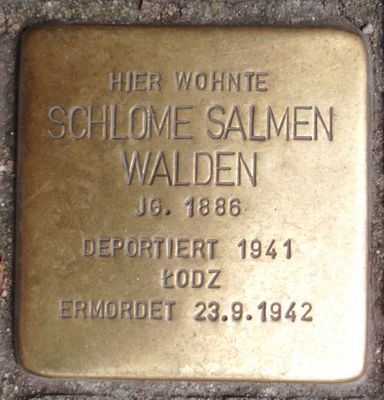 HIER WOHNTE
SCHLOME SALMEN
WALDEN
JG. 1886
DEPORTIERT 1941
ŁODZ
ERMORDET 23.9.1942